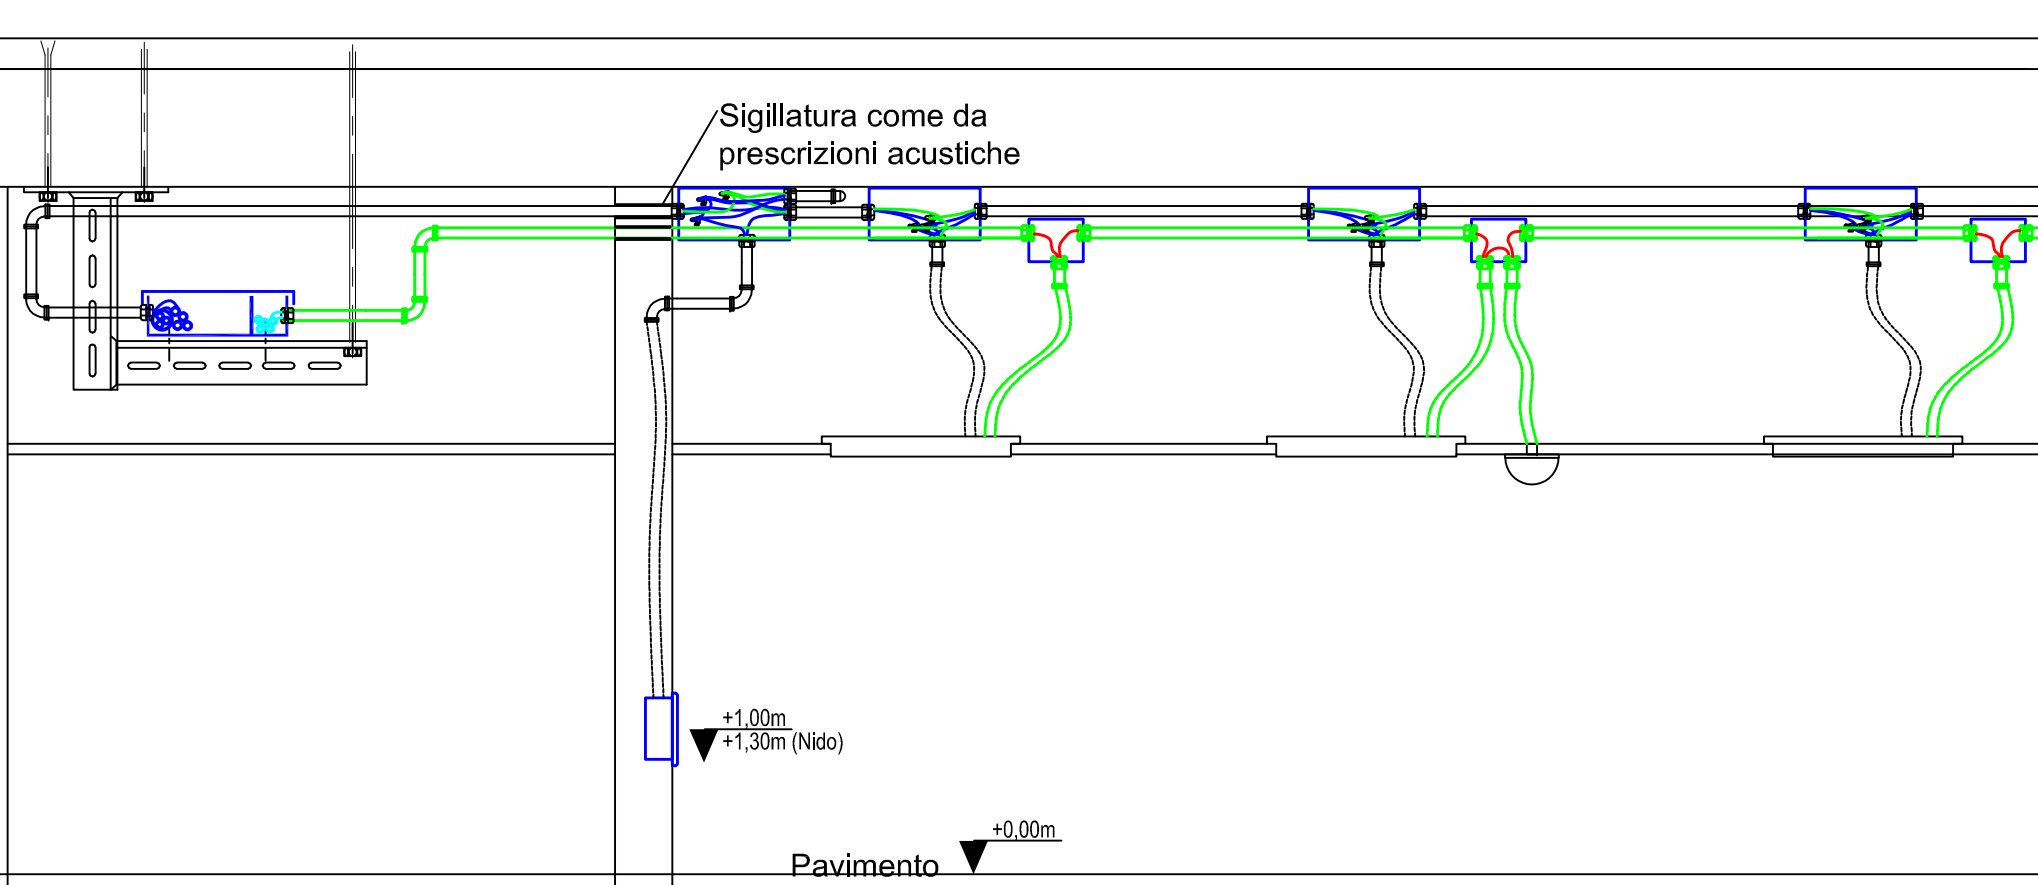 Sigillatura come da
prescrizioni acustiche
+1,00m
+1,30m (Nido)
+0,00m
Pavimento